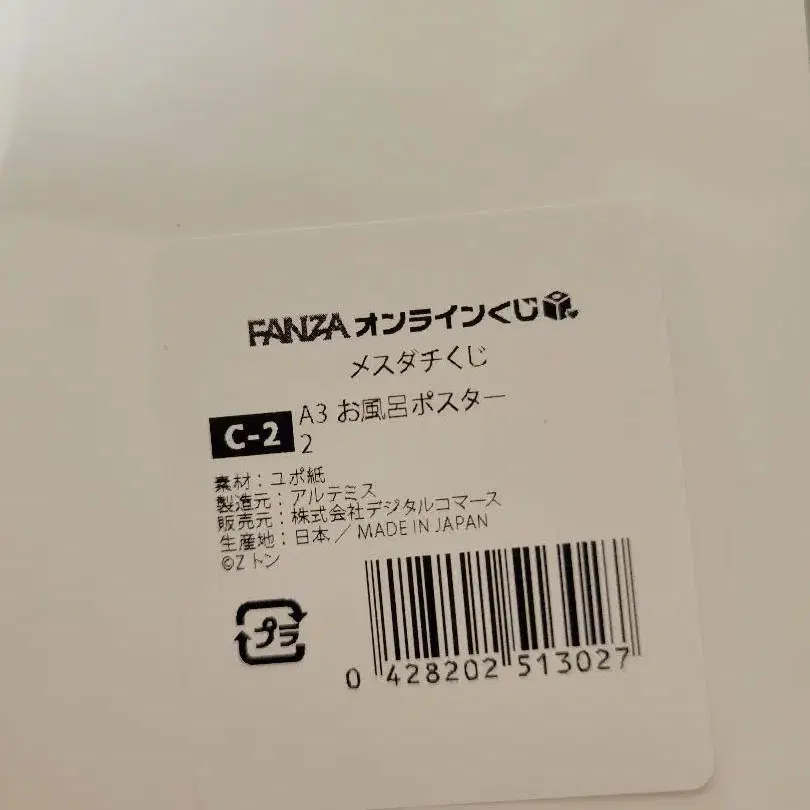 FANZA オンラインくじ
メスダチくじ
C-2
A3 お風呂ポスター
2
素材：ユポ紙
製造元：アルテミス
販売元：株式会社デジタルコマース
生産地：日本／MADE IN JAPAN
©Z トン
プラ
0 428202 513027